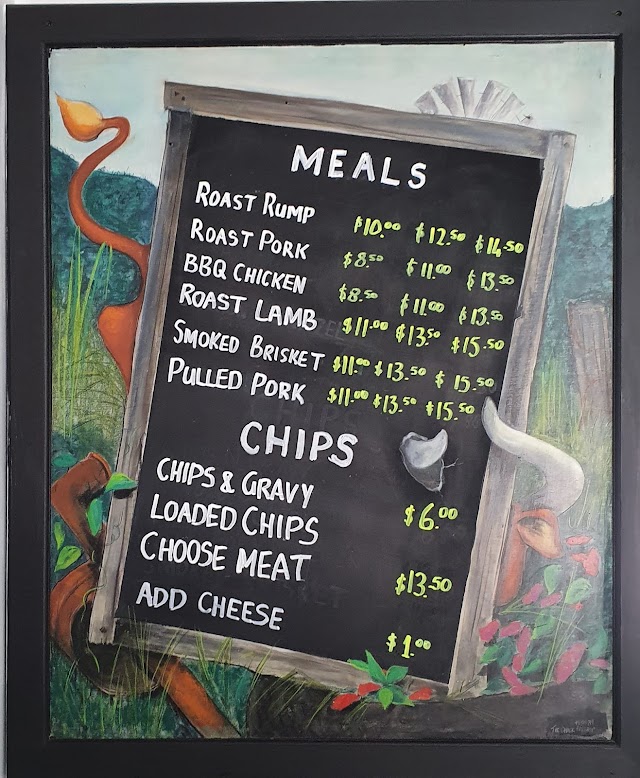 MEALS
ROAST RUMP $10.00 $12.50 $14.50
ROAST PORK $8.50 $11.00 $13.50
BBQ CHICKEN $8.50 $11.00 $13.50
ROAST LAMB $11.00 $13.50 $15.50
SMOKED BRISKET $11.00 $13.50 $15.50
PULLED PORK $11.00 $13.50 $15.50
CHIPS
CHIPS & GRAVY $6.00
LOADED CHIPS
CHOOSE MEAT $13.50
ADD CHEESE $1.00